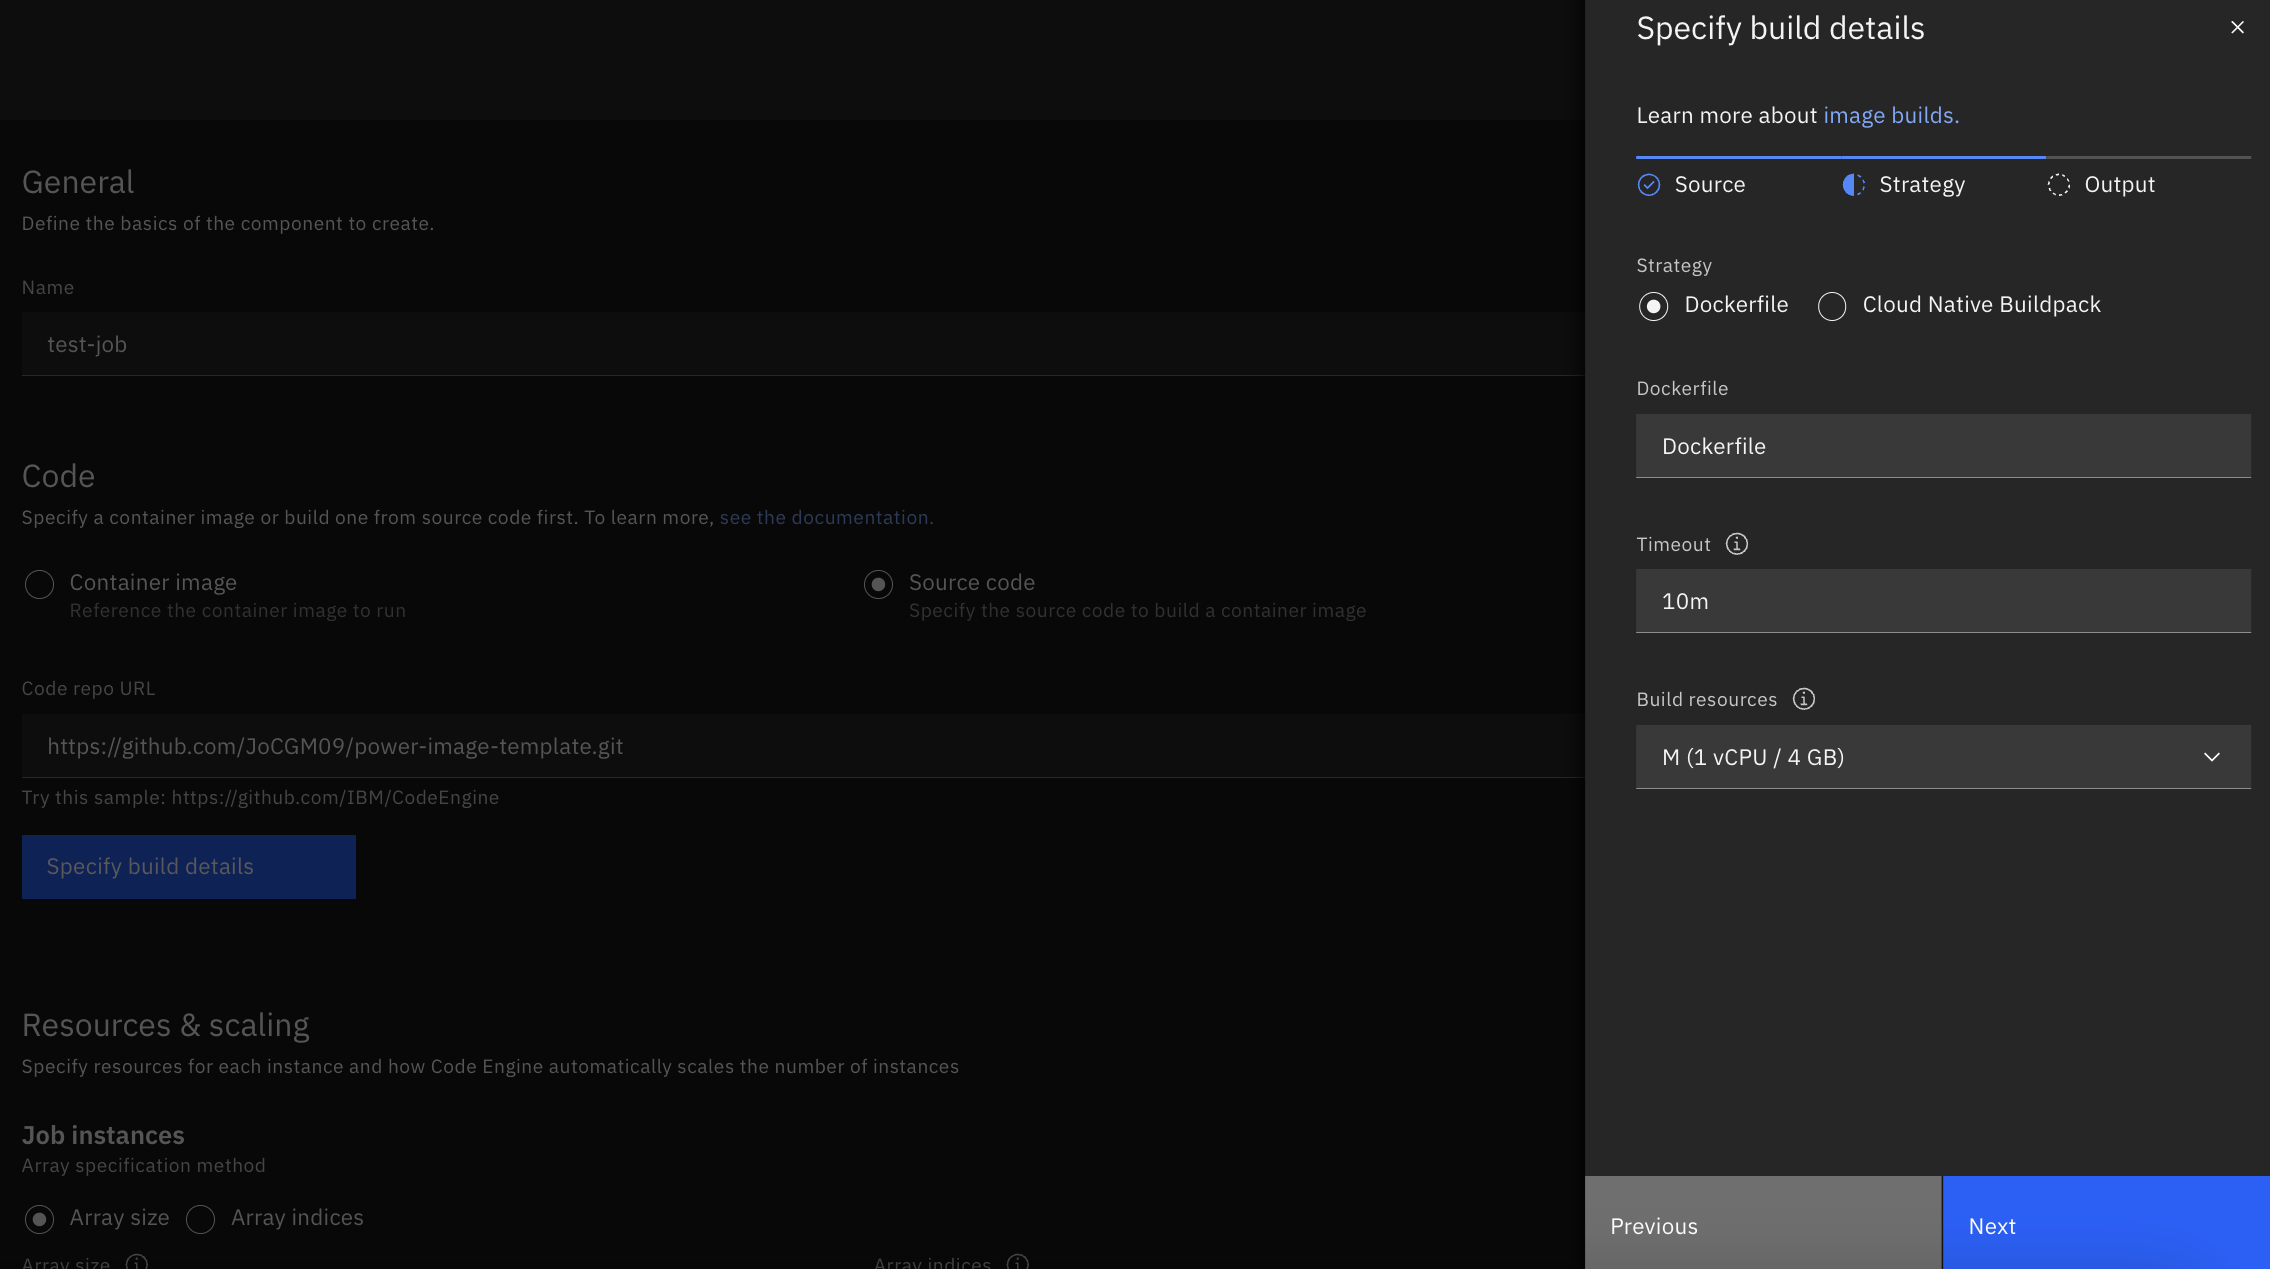 General
Define the basics of the component to create.
Name
test-job
Code
Specify a container image or build one from source code first. To learn more, see the documentation.
Container image
Reference the container image to run
Source code
Specify the source code to build a container image
Code repo URL
https://github.com/JoCGM09/power-image-template.git
Try this sample: https://github.com/IBM/CodeEngine
Specify build details
Resources & scaling
Specify resources for each instance and how Code Engine automatically scales the number of instances
Job instances
Array specification method
Array size
Array indices
Array size
Array indices
Specify build details
Learn more about image builds.
Source
Strategy
Output
Strategy
Dockerfile
Cloud Native Buildpack
Dockerfile
Dockerfile
Timeout
10m
Build resources
M (1 vCPU / 4 GB)
Previous
Next